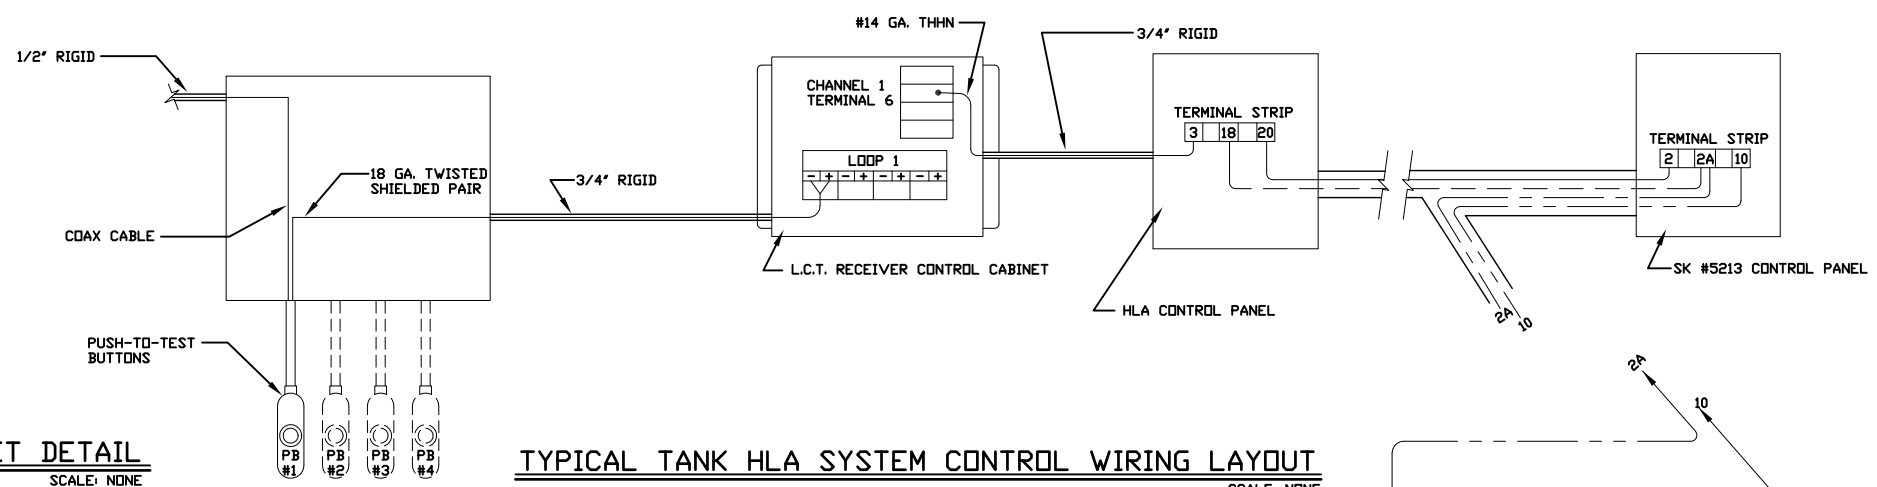 #14 GA. THHN
1/2" RIGID
3/4" RIGID
CHANNEL 1
TERMINAL 6
TERMINAL STRIP
3 18 20
TERMINAL STRIP
2 2A 10
LOOP 1
- + - + - + - +
18 GA. TWISTED
SHIELDED PAIR
3/4" RIGID
COAX CABLE
L.C.T. RECEIVER CONTROL CABINET
SK #5213 CONTROL PANEL
HLA CONTROL PANEL
2A
10
PUSH-TO-TEST
BUTTONS
2A
10
PB
#1
PB
#2
PB
#3
PB
#4
DETAIL
SCALE: NONE
TYPICAL TANK HLA SYSTEM CONTROL WIRING LAYOUT
SCALE: NONE